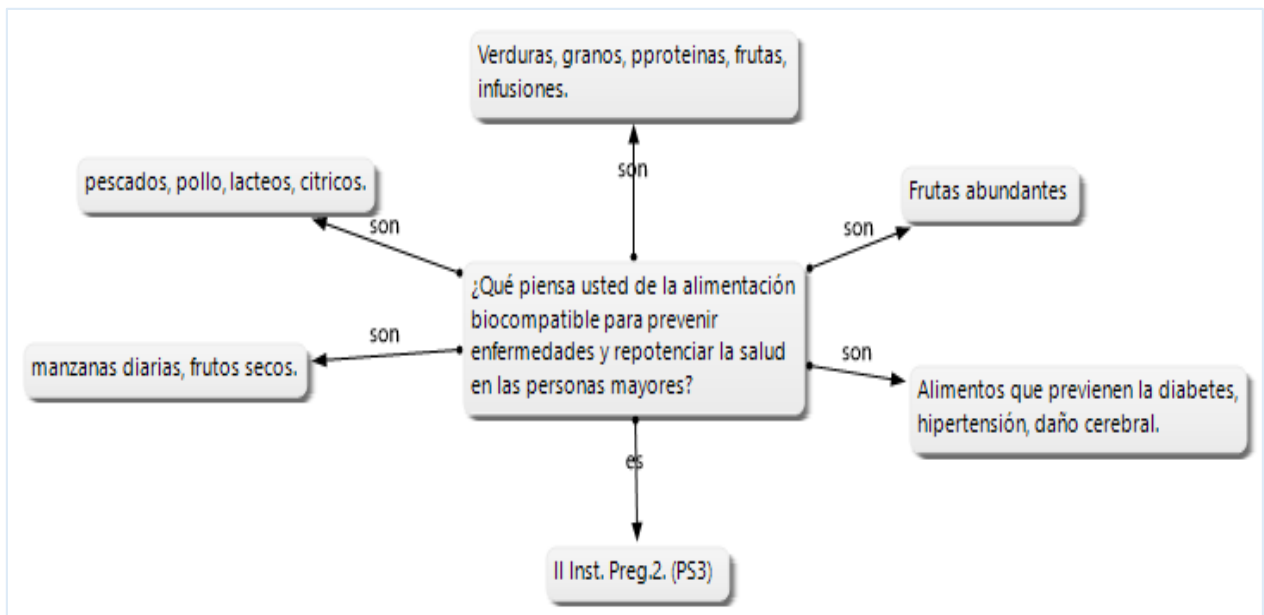 Verduras, granos, pproteinas, frutas,
infusiones.
son
pescados, pollo, lacteos, citricos.
son
Frutas abundantes
son
¿Qué piensa usted de la alimentación
biocompatible para prevenir
enfermedades y repotenciar la salud
en las personas mayores?
son
manzanas diarias, frutos secos.
son
Alimentos que previenen la diabetes,
hipertensión, daño cerebral.
es
II Inst. Preg.2. (PS3)